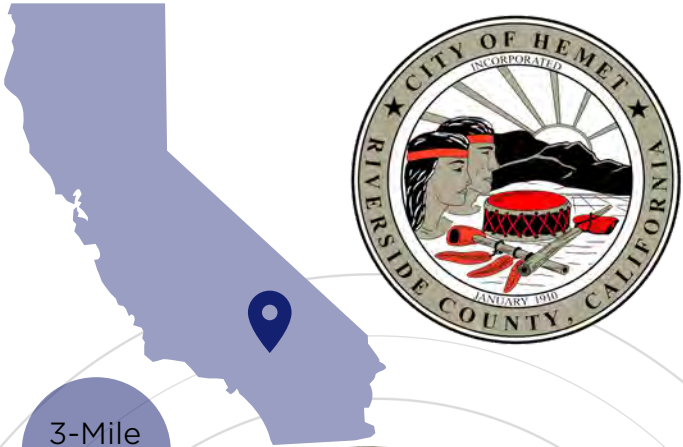 CITY OF HEMET
INCORPORATED
RIVERSIDE COUNTY, CALIFORNIA
JANUARY 1910
3-Mile